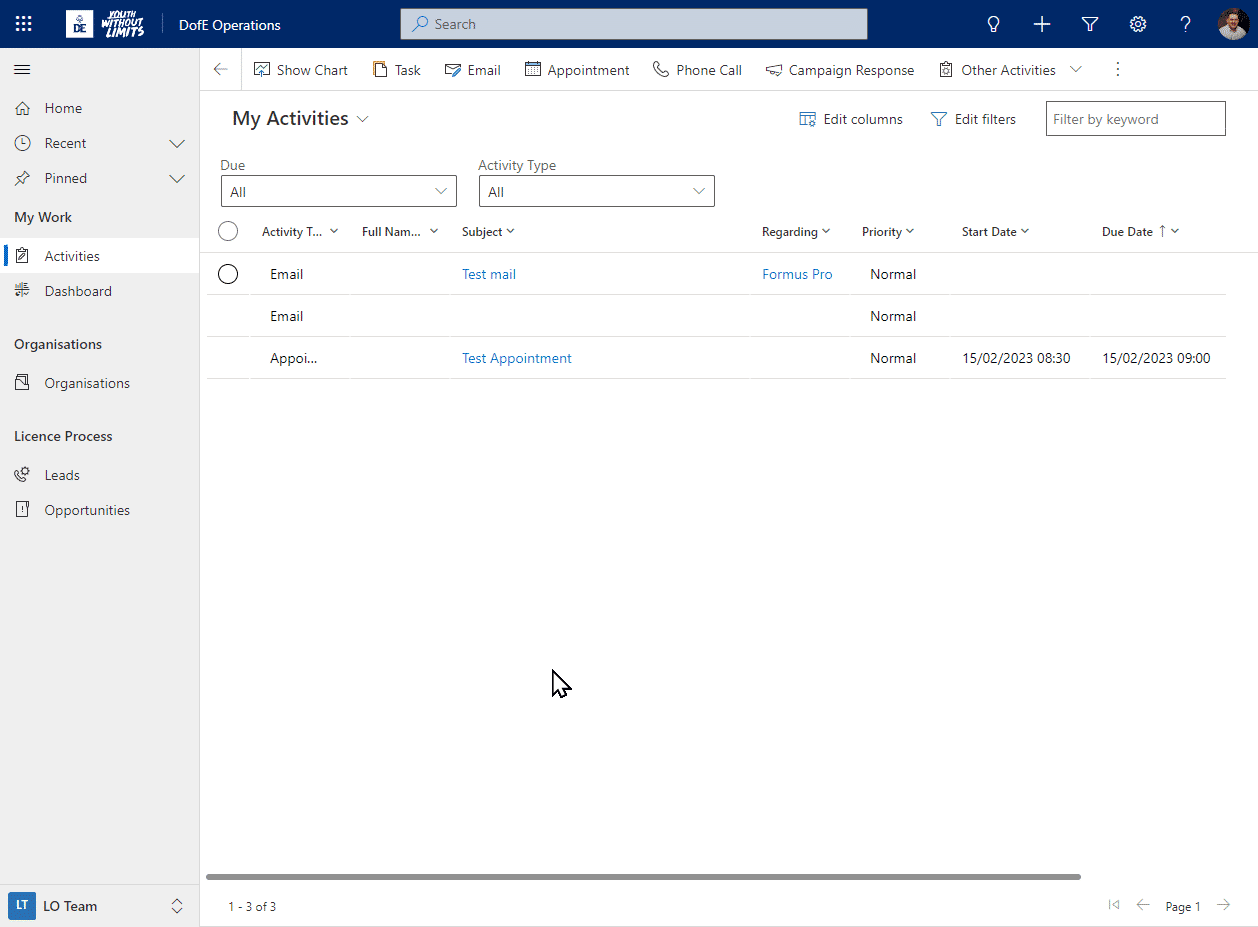 DE YOUTH WITHOUT LIMITS DofE Operations Search
Show Chart Task Email Appointment Phone Call Campaign Response Other Activities
Home
Recent
Pinned
My Work
Activities
Dashboard
Organisations
Organisations
Licence Process
Leads
Opportunities
LT LO Team
My Activities Edit columns Edit filters Filter by keyword
Due Activity Type
All All
Activity T... Full Nam... Subject Regarding Priority Start Date Due Date
Email Test mail Formus Pro Normal
Email Normal
Appoi... Test Appointment Normal 15/02/2023 08:30 15/02/2023 09:00
1 - 3 of 3 Page 1